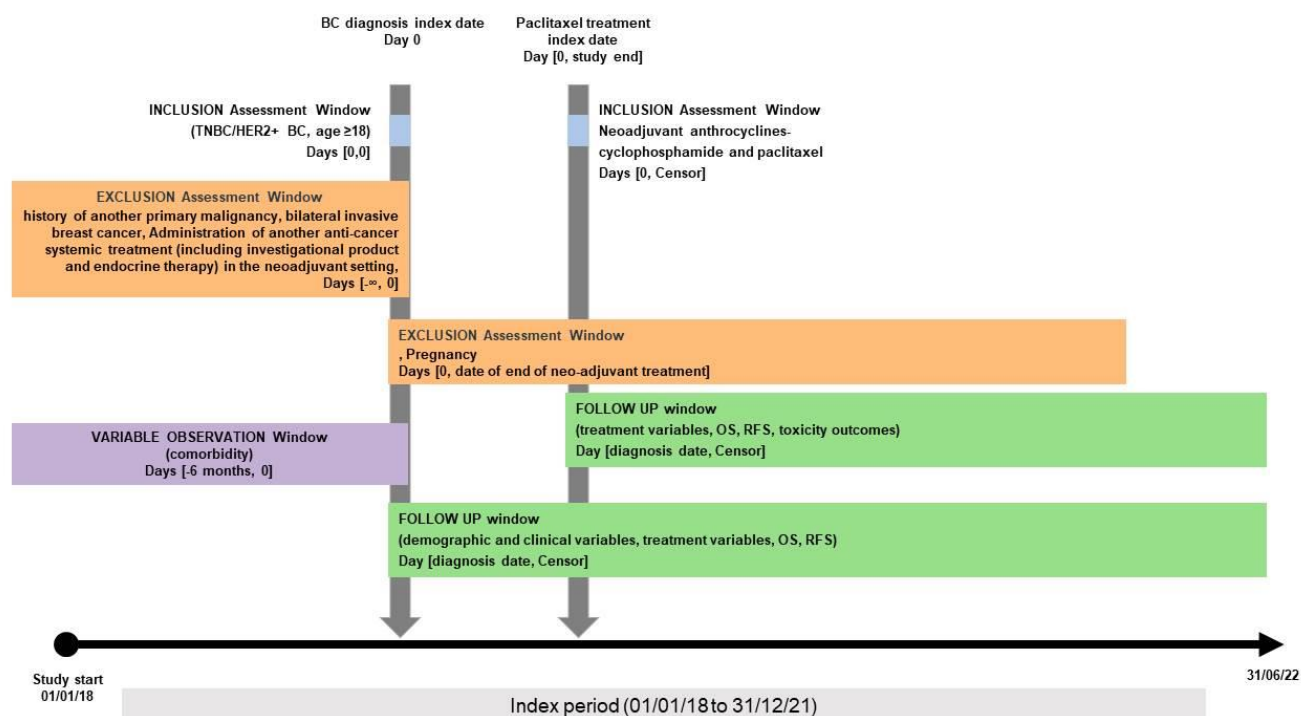 BC diagnosis index date
Day 0
Paclitaxel treatment
index date
Day [0, study end]
INCLUSION Assessment Window
(TNBC/HER2+ BC, age ≥18)
Days [0,0]
INCLUSION Assessment Window
Neoadjuvant anthrocyclines-
cyclophosphamide and paclitaxel
Days [0, Censor]
EXCLUSION Assessment Window
history of another primary malignancy, bilateral invasive
breast cancer, Administration of another anti-cancer
systemic treatment (including investigational product
and endocrine therapy) in the neoadjuvant setting,
Days [-∞, 0]
EXCLUSION Assessment Window
, Pregnancy
Days [0, date of end of neo-adjuvant treatment]
FOLLOW UP window
(treatment variables, OS, RFS, toxicity outcomes)
Day [diagnosis date, Censor]
VARIABLE OBSERVATION Window
(comorbidity)
Days [-6 months, 0]
FOLLOW UP window
(demographic and clinical variables, treatment variables, OS, RFS)
Day [diagnosis date, Censor]
Study start
01/01/18
31/06/22
Index period (01/01/18 to 31/12/21)